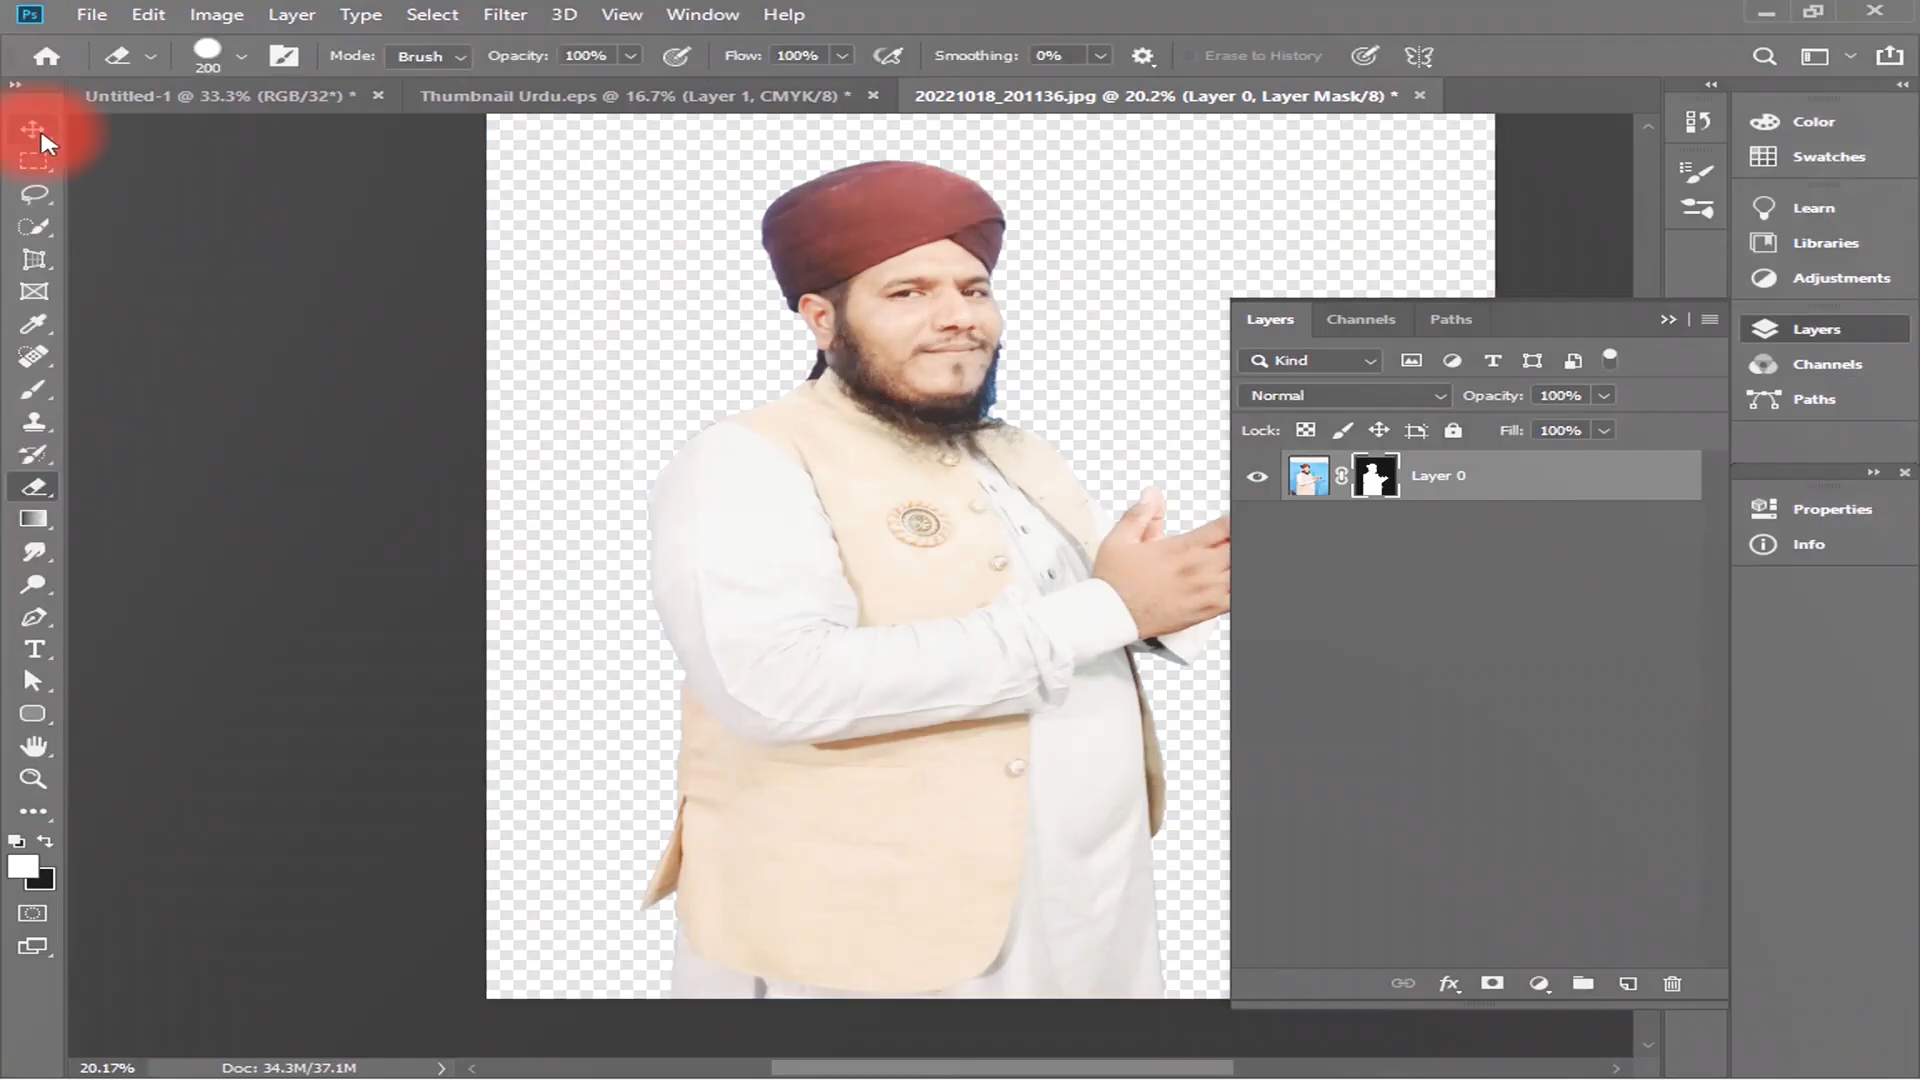 Ps File Edit Image Layer Type Select Filter 3D View Window Help
200 Mode: Brush Opacity: 100% Flow: 100% Smoothing: 0% Erase to History
Untitled-1 @ 33.3% (RGB/32*) * Thumbnail Urdu.eps @ 16.7% (Layer 1, CMYK/8) * 20221018_201136.jpg @ 20.2% (Layer 0, Layer Mask/8) *
Color
Swatches
Learn
Libraries
Adjustments
Layers
Channels
Paths
Properties
Info
Layers Channels Paths
Kind
Normal Opacity: 100%
Lock: Fill: 100%
Layer 0
fx
20.17% Doc: 34.3M/37.1M